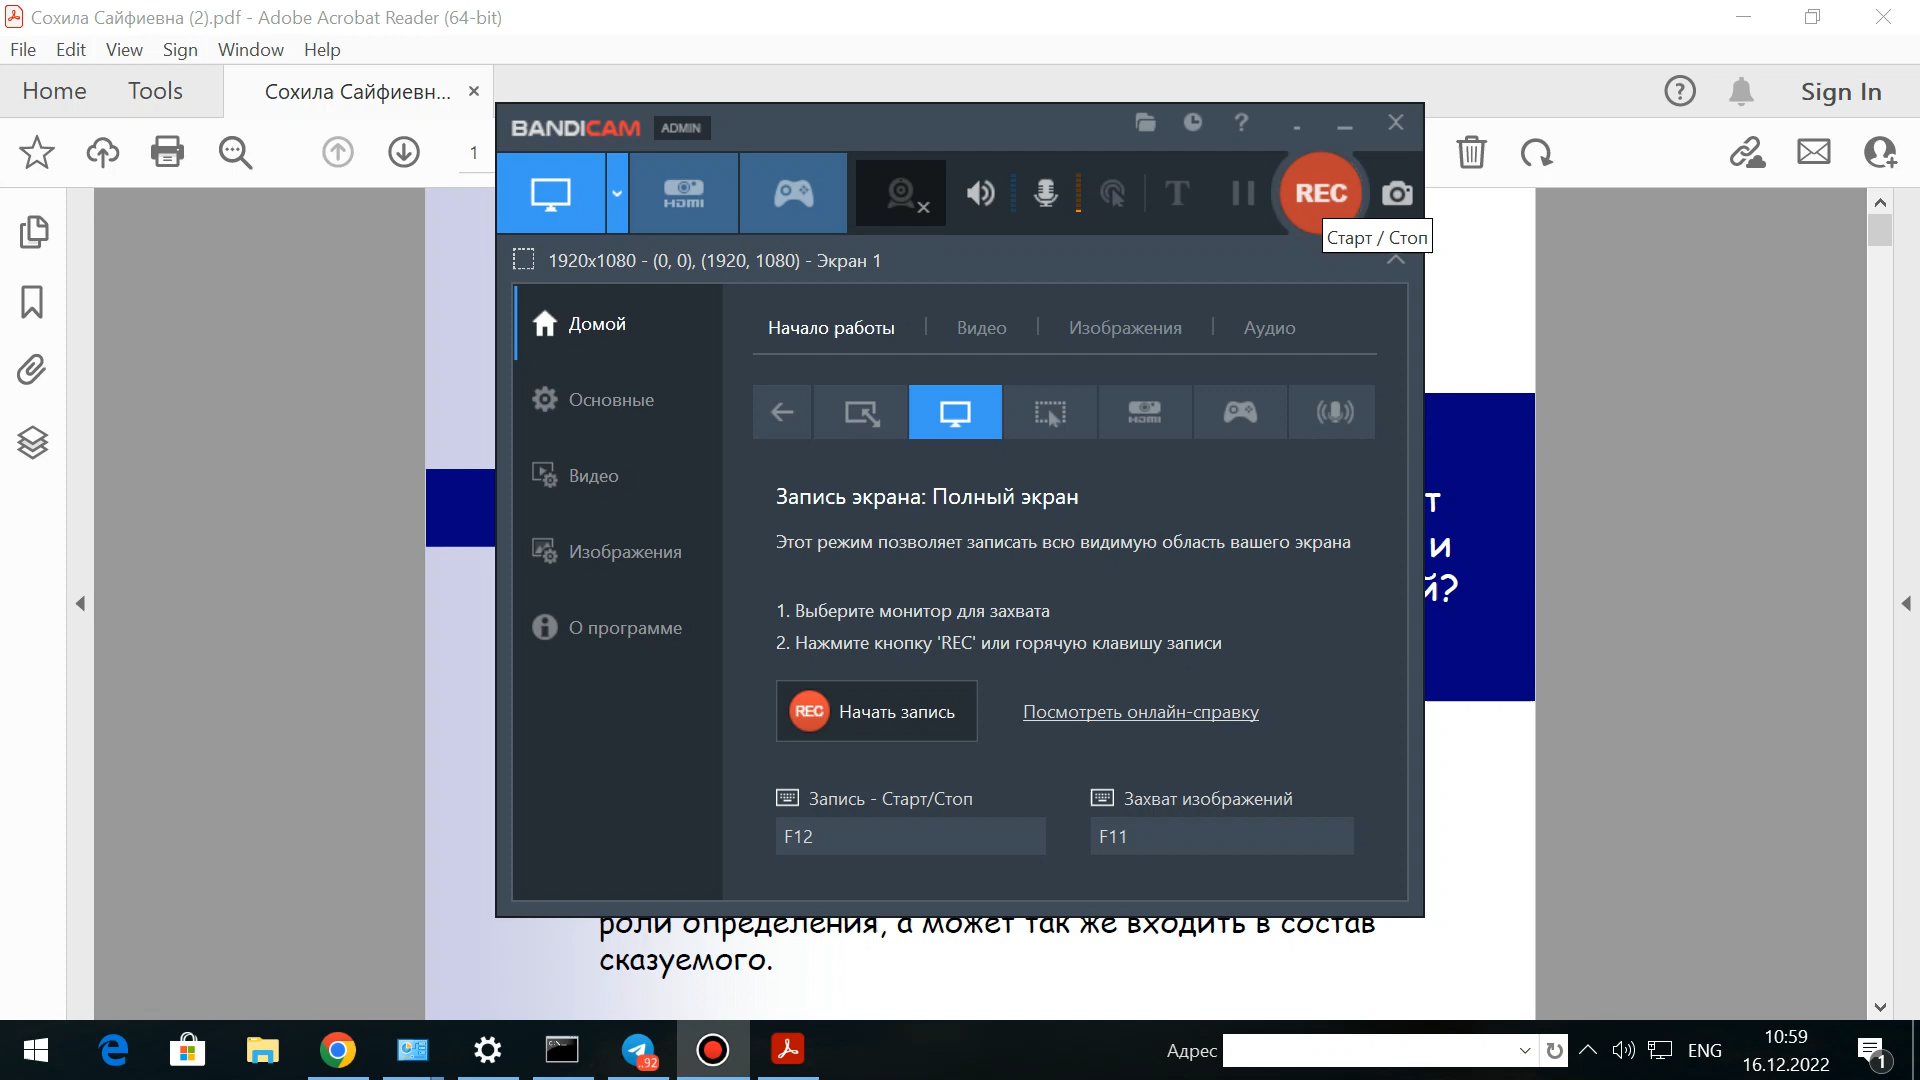 Сохила Сайфиевна (2).pdf - Adobe Acrobat Reader (64-bit)
File Edit View Sign Window Help
Home Tools Сохила Сайфиевн... × Sign In
1
BANDICAM ADMIN
HDMI T REC
Старт / Стоп
1920x1080 - (0, 0), (1920, 1080) - Экран 1
Домой
Основные
Видео
Изображения
О программе
Начало работы | Видео | Изображения | Аудио
HDMI
Запись экрана: Полный экран
Этот режим позволяет записать всю видимую область вашего экрана
1. Выберите монитор для захвата
2. Нажмите кнопку 'REC' или горячую клавишу записи
REC Начать запись Посмотреть онлайн-справку
Запись - Старт/Стоп Захват изображений
F12 F11
т
и
й?
роли определения, а может так же входить в состав
сказуемого.
..92
Адрес ENG
10:59
16.12.2022
1